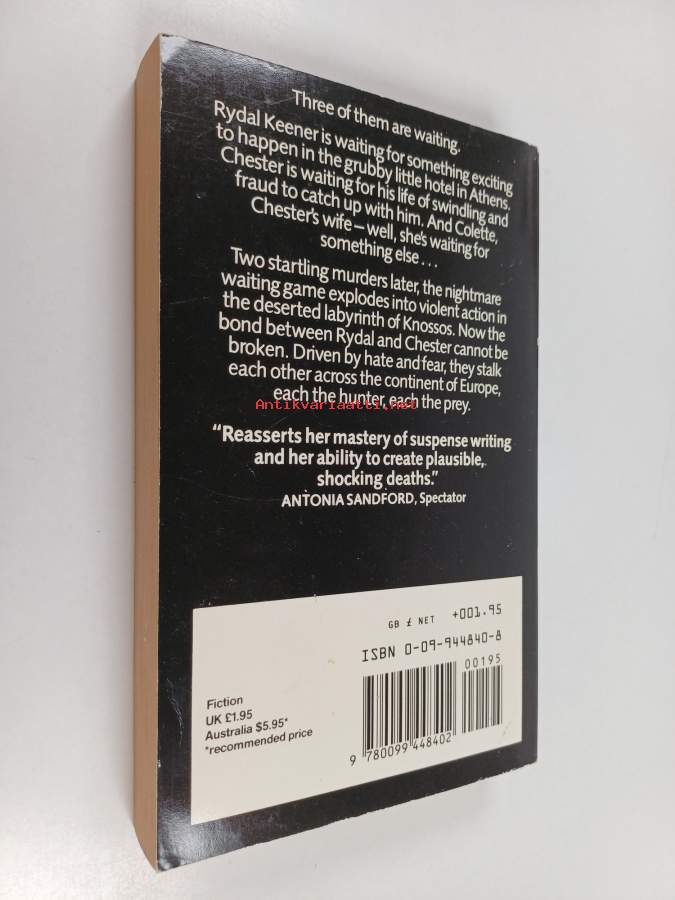 Three of them are waiting.
Rydal Keener is waiting for something exciting
to happen in the grubby little hotel in Athens.
Chester is waiting for his life of swindling and
fraud to catch up with him. And Colette,
Chester's wife – well, she's waiting for
something else...
Two startling murders later, the nightmare
waiting game explodes into violent action in
the deserted labyrinth of Knossos. Now the
bond between Rydal and Chester cannot be
broken. Driven by hate and fear, they stalk
each other across the continent of Europe,
each the hunter, each the prey.
Antikvariaatti.net
“Reasserts her mastery of suspense writing
and her ability to create plausible,
shocking deaths.”
ANTONIA SANDFORD, Spectator
GB £ NET +001.95
ISBN 0-09-944840-8
00195
Fiction
UK £1.95
Australia $5.95*
*recommended price
9 780099 448402